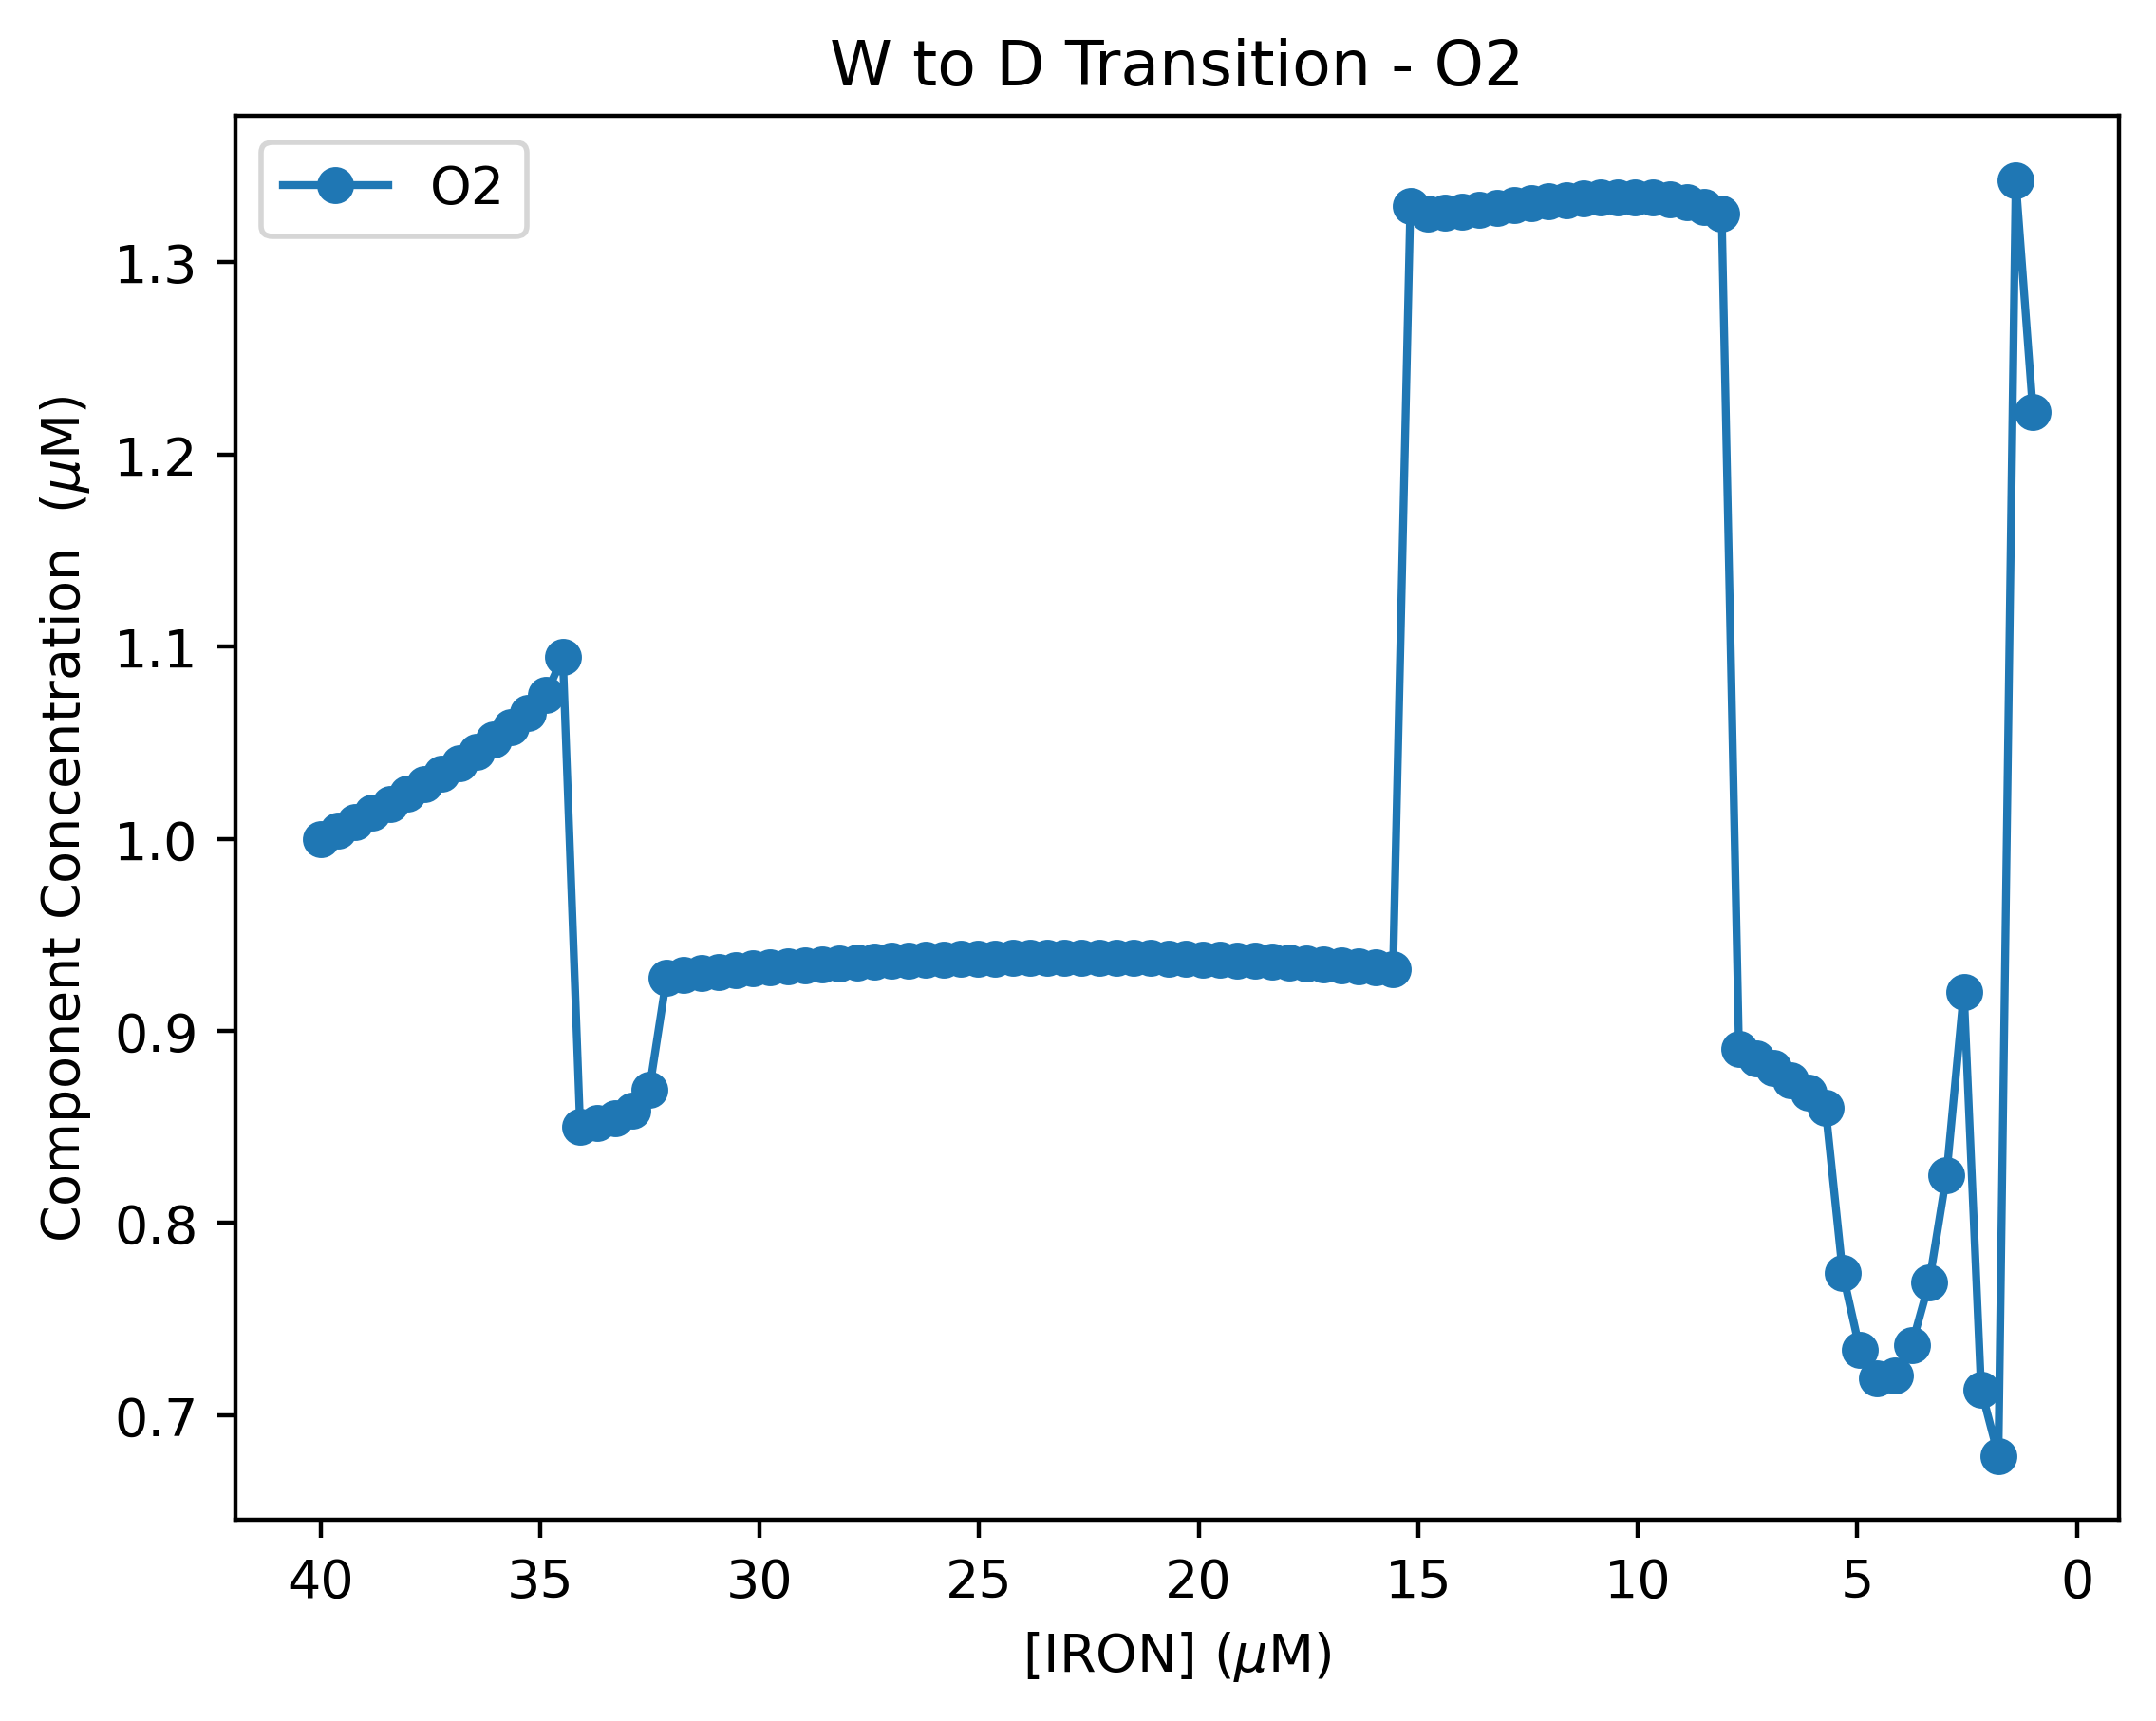 W to D Transition - O2
O2
Component Concentration (μM)
1.3
1.2
1.1
1.0
0.9
0.8
0.7
40 35 30 25 20 15 10 5 0
[IRON] (μM)